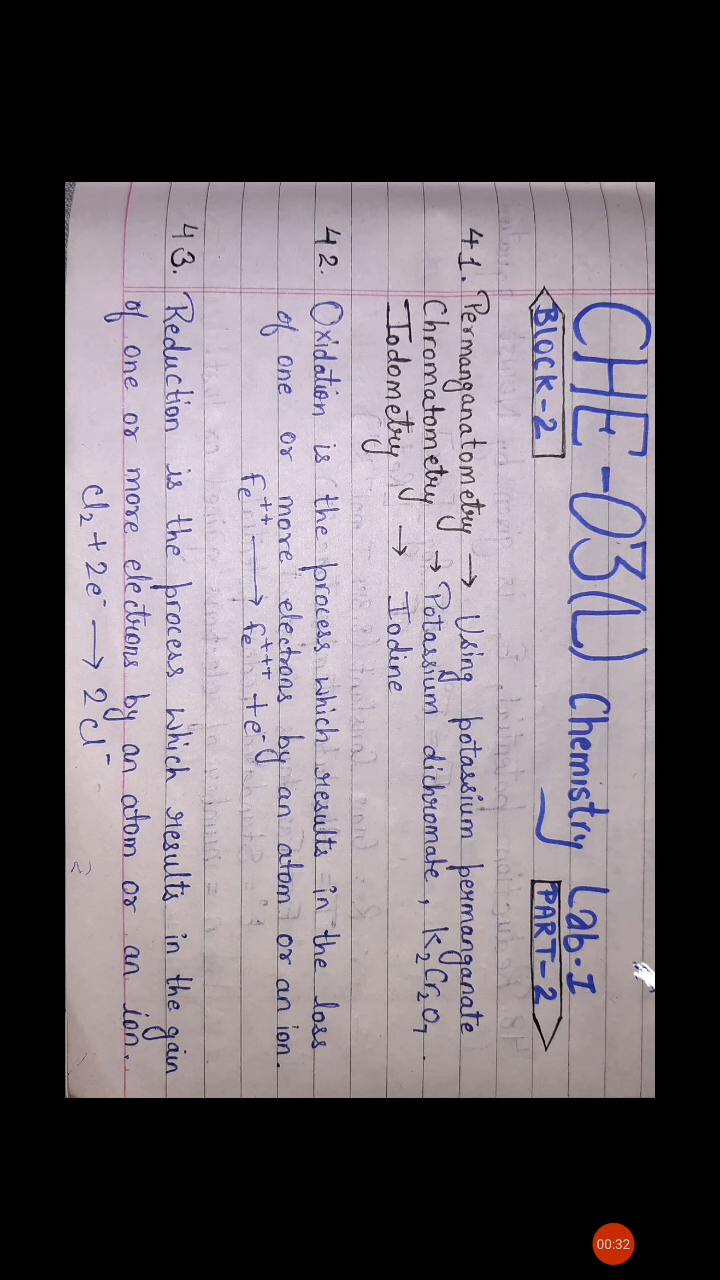 CHE-03(L) Chemistry Lab.I
BLOCK-2 PART-2
41. Permanganatometry → Using potassium permanganate
Chromatometry → Potassium dichromate, K₂Cr₂O₇.
Iodometry → Iodine
42. Oxidation is the process which results in the loss
of one or more electrons by an atom or an ion.
Fe⁺⁺ ⟶ Fe⁺⁺⁺ + e⁻
43. Reduction is the process which results in the gain
of one or more electrons by an atom or an ion.
Cl₂ + 2e⁻ ⟶ 2Cl⁻
00:32